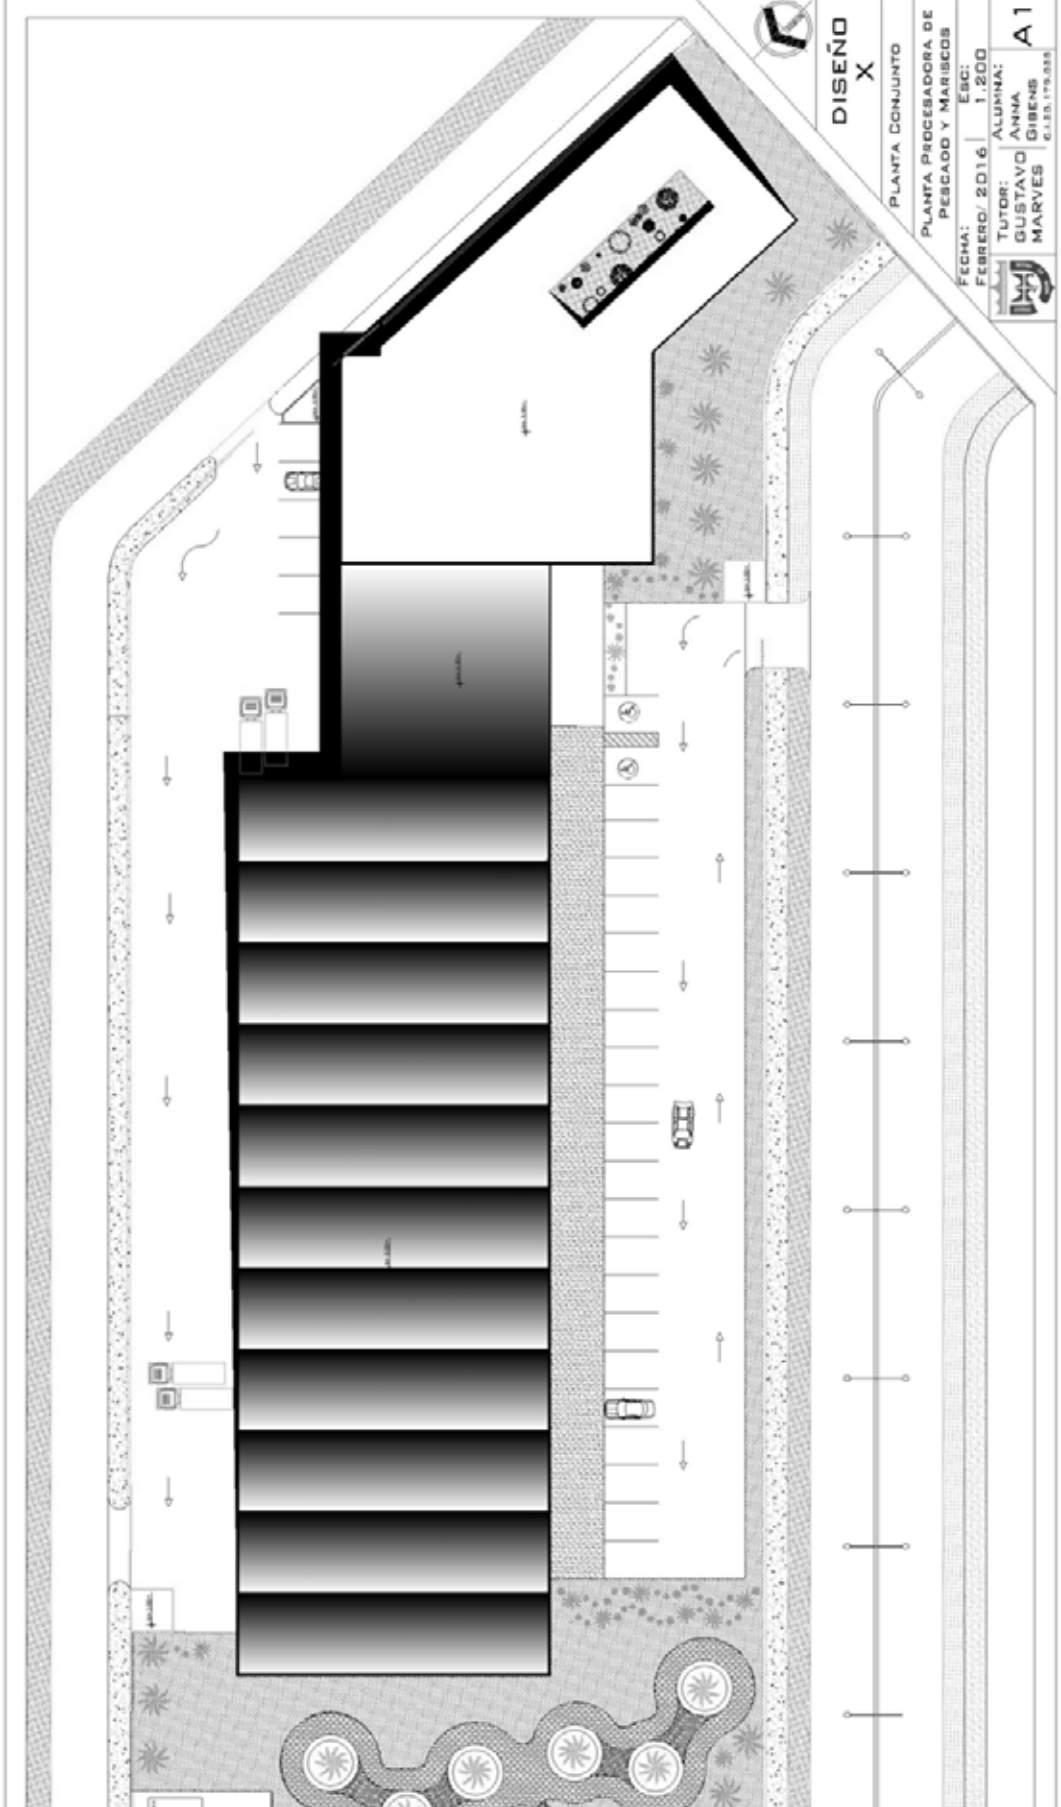 DISEÑO
X
PLANTA CONJUNTO
PLANTA PROCESADORA DE
PESCADO Y MARISCOS
FECHA:
FEBRERO/ 2016
ESC:
1.200
TUTOR:
GUSTAVO
MARVES
ALUMNA:
ANNA
GIBENS
A1